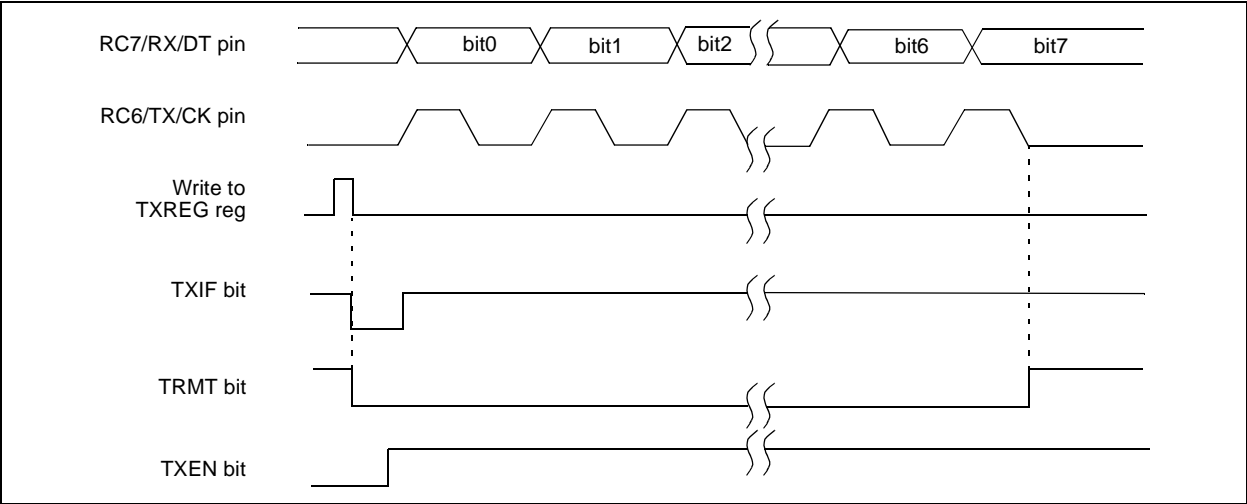 RC7/RX/DT pin
bit0
bit1
bit2
bit6
bit7
RC6/TX/CK pin
Write to
TXREG reg
TXIF bit
TRMT bit
TXEN bit